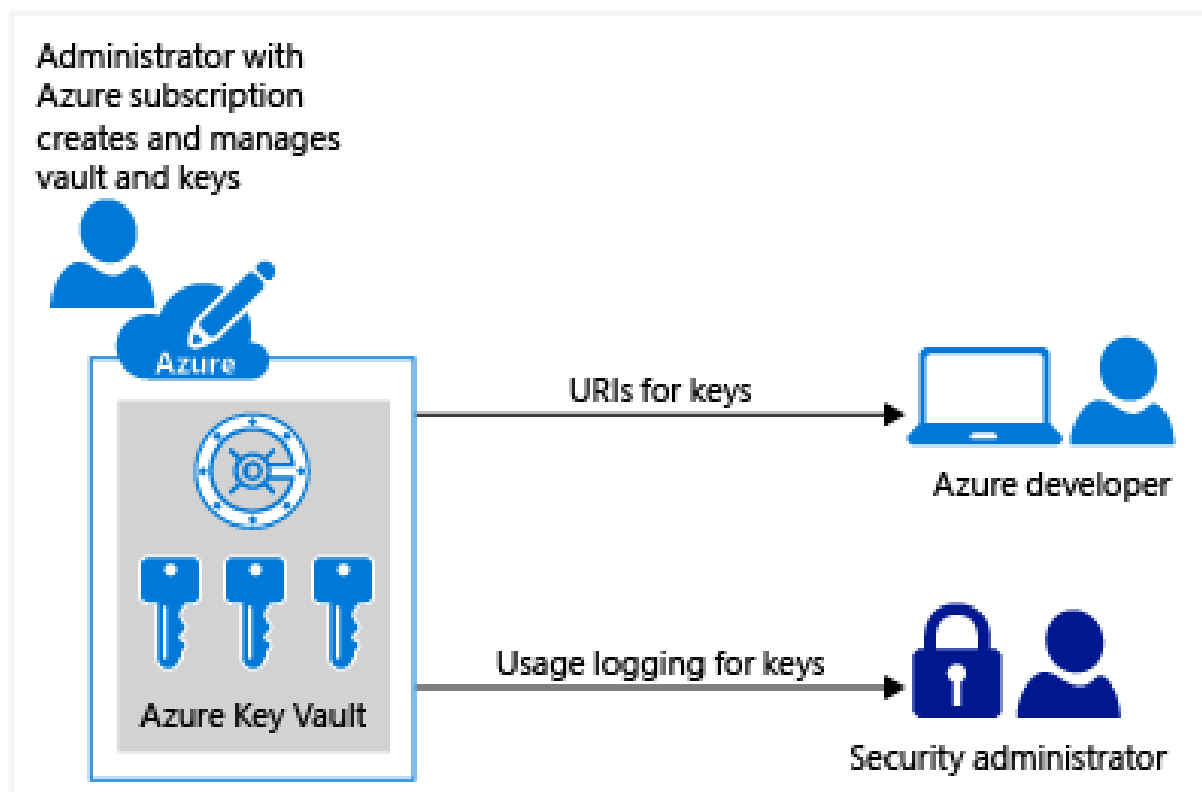 Administrator with
Azure subscription
creates and manages
vault and keys
Azure
URIs for keys
Azure developer
Usage logging for keys
Azure Key Vault
Security administrator